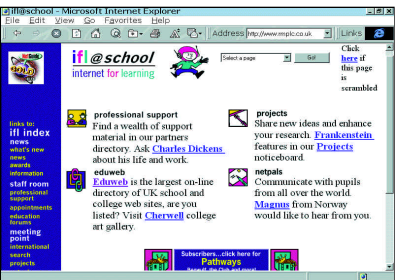 ifl@school - Microsoft Internet Explorer
File Edit View Go Favorites Help
Address http://www.rmplc.co.uk Links
ifl@school
internet for learning
Select a page
Go!
Click
here if
this page
is
scrambled
links to:
ifl index
news
what's new
news
awards
information
staff room
professional
support
appointments
education
forums
meeting
point
international
search
projects
professional support
Find a wealth of support
material in our partners
directory. Ask Charles Dickens
about his life and work.
projects
Share new ideas and enhance
your research. Frankenstein
features in our Projects
noticeboard.
eduweb
Eduweb is the largest on-line
directory of UK school and
college web sites, are you
listed? Visit Cherwell college
art gallery.
netpals
Communicate with pupils
from all over the world.
Magnus from Norway
would like to hear from you.
Subscribers...click here for
Pathways